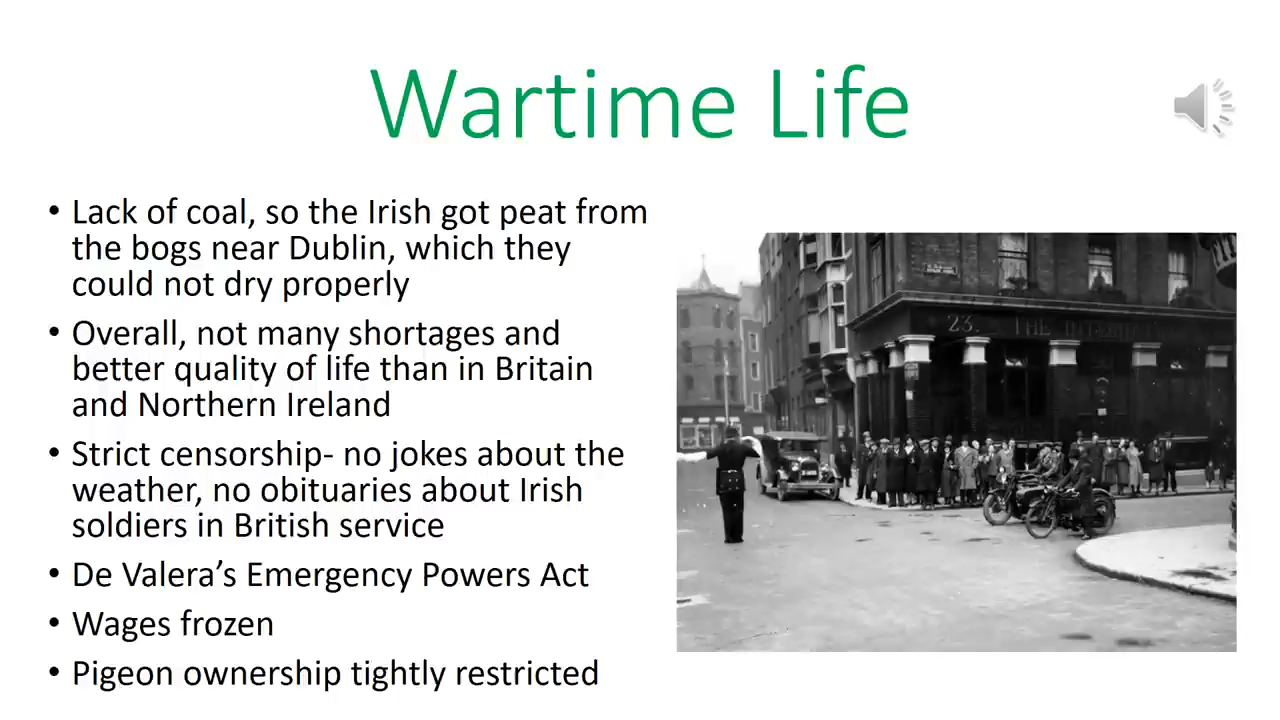 Wartime Life
• Lack of coal, so the Irish got peat from
the bogs near Dublin, which they
could not dry properly
• Overall, not many shortages and
better quality of life than in Britain
and Northern Ireland
• Strict censorship- no jokes about the
weather, no obituaries about Irish
soldiers in British service
• De Valera’s Emergency Powers Act
• Wages frozen
• Pigeon ownership tightly restricted
23. THE